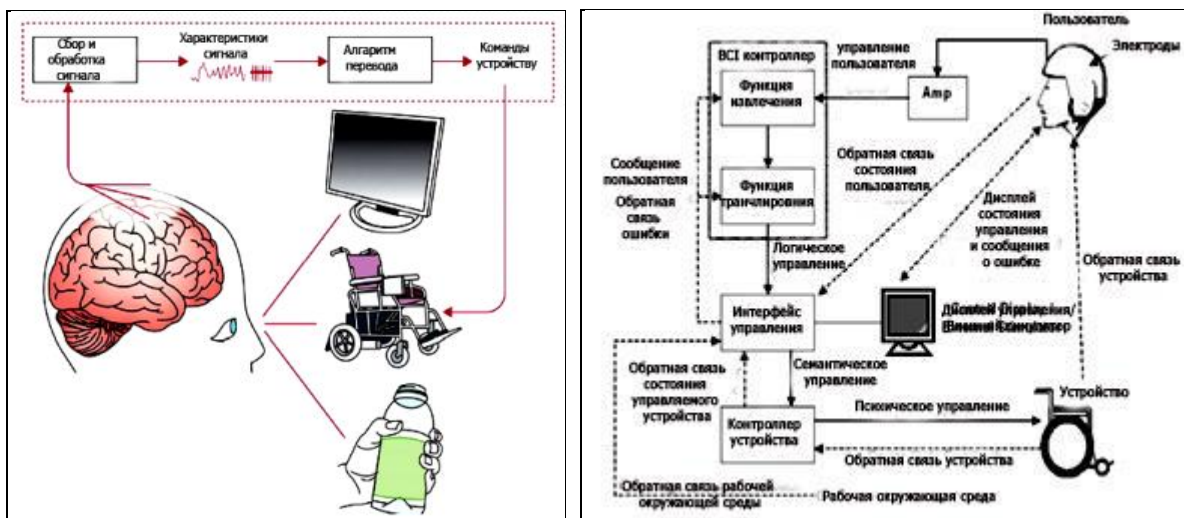 Сбор и
обработка
сигнала
Характеристики
сигнала
Алгаритм
перевода
Команды
устройству
Пользователь
Электроды
управление
пользователя
BCI контроллер
Функция
извлечения
Amp
Сообщение
пользователя
Обратная
связь
ошибки
Обратная связь
состояния
пользователя
Функция
транчлировния
Дисплей
состояния
управления
и сообщения
о ошибке
Обратная связь
устройства
Логическое
управление
Интерфейс
управления
Обратная связь
состояния
управляемого
устройства
Семантическое
управление
Устройство
Психическое управление
Контроллер
устройства
Обратная связь устройства
Обратная связь рабочей
окружающей среды
Рабочая окружающая среда